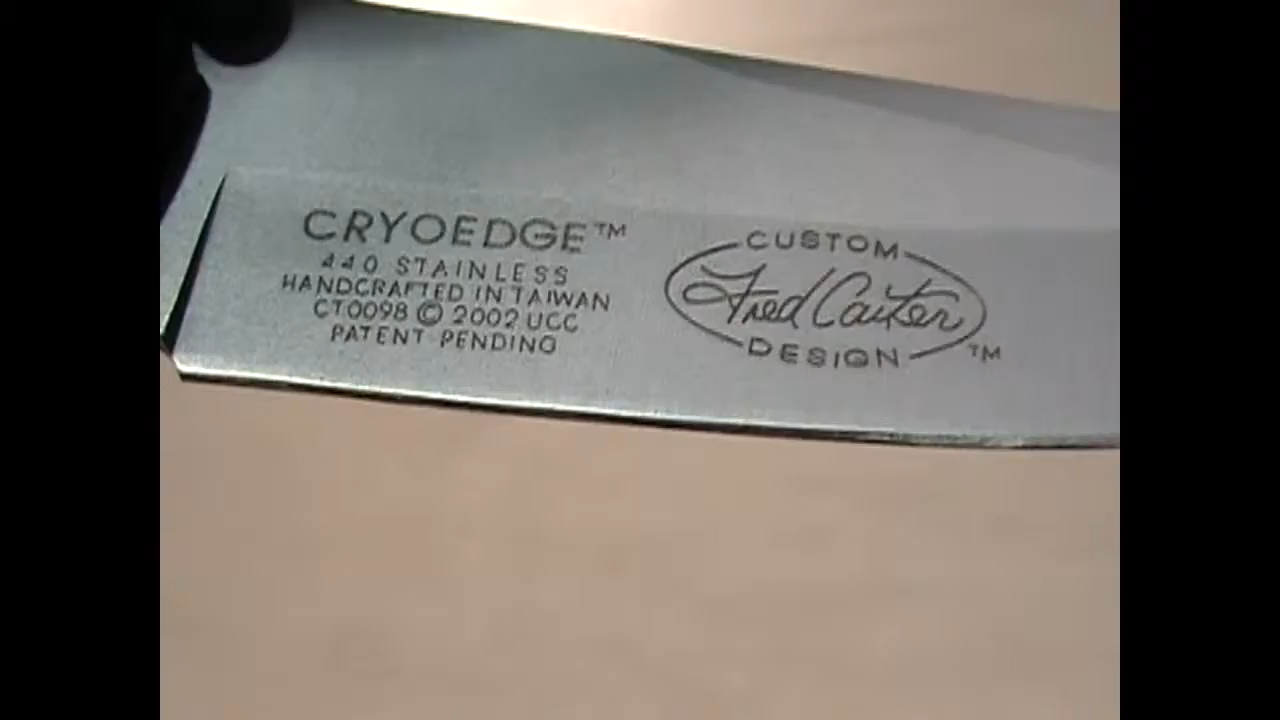 CRYOEDGE™
440 STAINLESS
HANDCRAFTED IN TAIWAN
CT0098 © 2002 UCC
PATENT PENDING
CUSTOM
Fred Carter
DESIGN ™